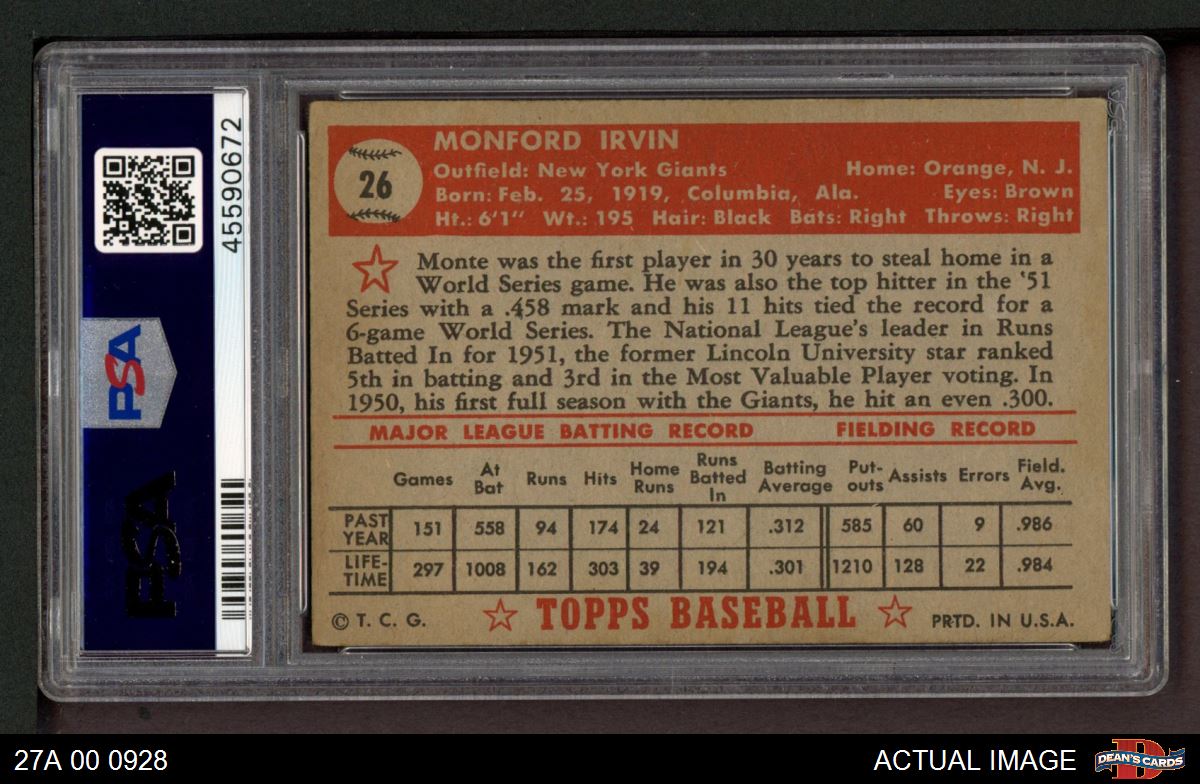 45590672
PSA
PSA
26
MONFORD IRVIN
Outfield: New York Giants Home: Orange, N. J.
Born: Feb. 25, 1919, Columbia, Ala. Eyes: Brown
Ht.: 6'1" Wt.: 195 Hair: Black Bats: Right Throws: Right
Monte was the first player in 30 years to steal home in a
World Series game. He was also the top hitter in the '51
Series with a .458 mark and his 11 hits tied the record for a
6-game World Series. The National League's leader in Runs
Batted In for 1951, the former Lincoln University star ranked
5th in batting and 3rd in the Most Valuable Player voting. In
1950, his first full season with the Giants, he hit an even .300.
MAJOR LEAGUE BATTING RECORD FIELDING RECORD
Games At Bat Runs Hits Home Runs Runs Batted In Batting Average Put-outs Assists Errors Field. Avg.
PAST YEAR 151 558 94 174 24 121 .312 585 60 9 .986
LIFE-TIME 297 1008 162 303 39 194 .301 1210 128 22 .984
© T. C. G. TOPPS BASEBALL PRTD. IN U.S.A.
27A 00 0928 ACTUAL IMAGE D DEAN'S CARDS